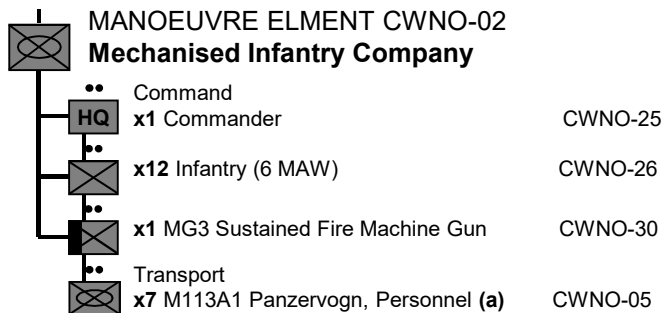 MANOEUVRE ELMENT CWNO-02
Mechanised Infantry Company
Command
HQ x1 Commander CWNO-25
x12 Infantry (6 MAW) CWNO-26
x1 MG3 Sustained Fire Machine Gun CWNO-30
Transport
x7 M113A1 Panzervogn, Personnel (a) CWNO-05